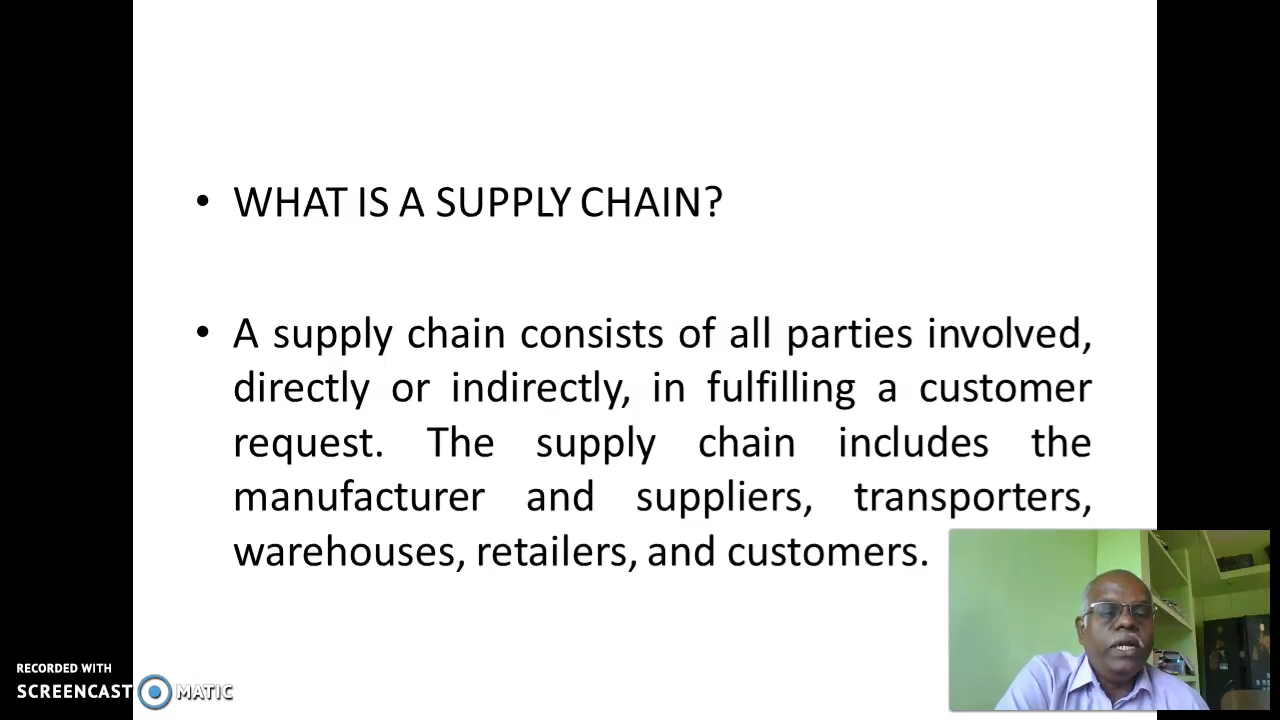 • WHAT IS A SUPPLY CHAIN?
• A supply chain consists of all parties involved,
directly or indirectly, in fulfilling a customer
request. The supply chain includes the
manufacturer and suppliers, transporters,
warehouses, retailers, and customers.
RECORDED WITH
SCREENCAST MATIC